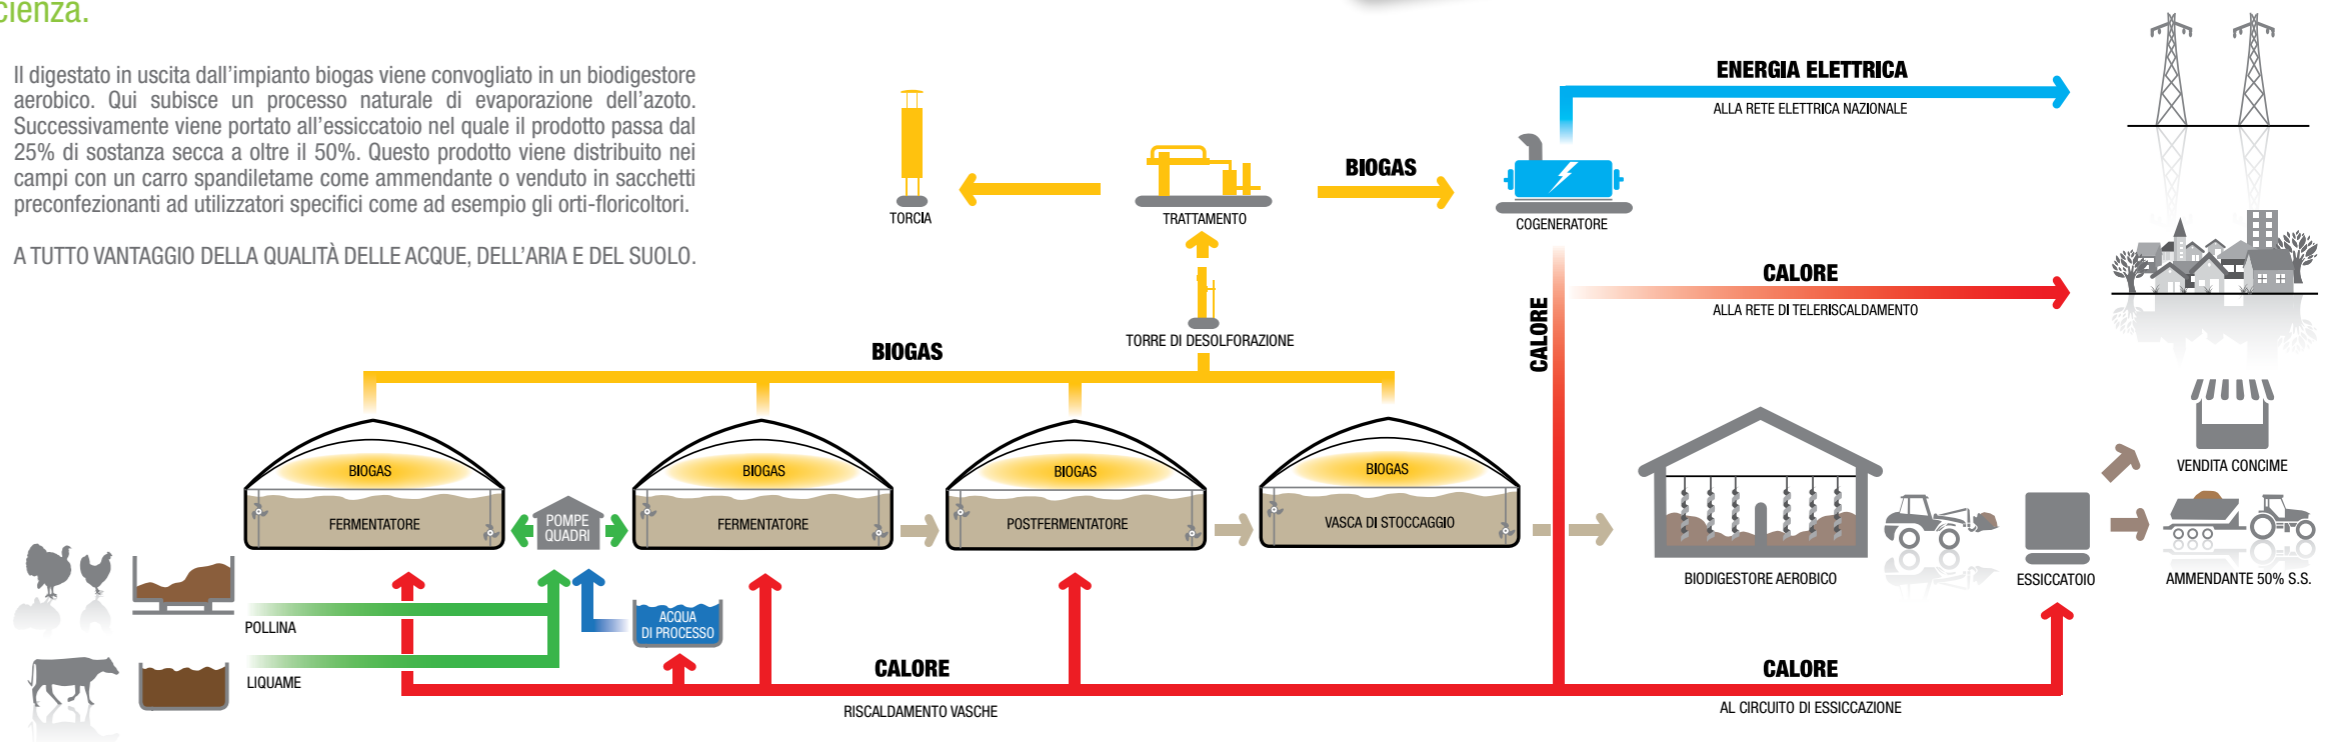 cienza.
Il digestato in uscita dall'impianto biogas viene convogliato in un biodigestore
aerobico. Qui subisce un processo naturale di evaporazione dell'azoto.
Successivamente viene portato all'essiccatoio nel quale il prodotto passa dal
25% di sostanza secca a oltre il 50%. Questo prodotto viene distribuito nei
campi con un carro spandiletame come ammendante o venduto in sacchetti
preconfezionanti ad utilizzatori specifici come ad esempio gli orti-floricoltori.
A TUTTO VANTAGGIO DELLA QUALITÀ DELLE ACQUE, DELL'ARIA E DEL SUOLO.
ENERGIA ELETTRICA
ALLA RETE ELETTRICA NAZIONALE
BIOGAS
TORCIA
TRATTAMENTO
COGENERATORE
CALORE
ALLA RETE DI TELERISCALDAMENTO
CALORE
TORRE DI DESOLFORAZIONE
BIOGAS
BIOGAS
BIOGAS
BIOGAS
BIOGAS
FERMENTATORE
POMPE
QUADRI
FERMENTATORE
POSTFERMENTATORE
VASCA DI STOCCAGGIO
VENDITA CONCIME
BIODIGESTORE AEROBICO
ESSICCATOIO
AMMENDANTE 50% S.S.
POLLINA
ACQUA
DI PROCESSO
LIQUAME
CALORE
RISCALDAMENTO VASCHE
CALORE
AL CIRCUITO DI ESSICCAZIONE